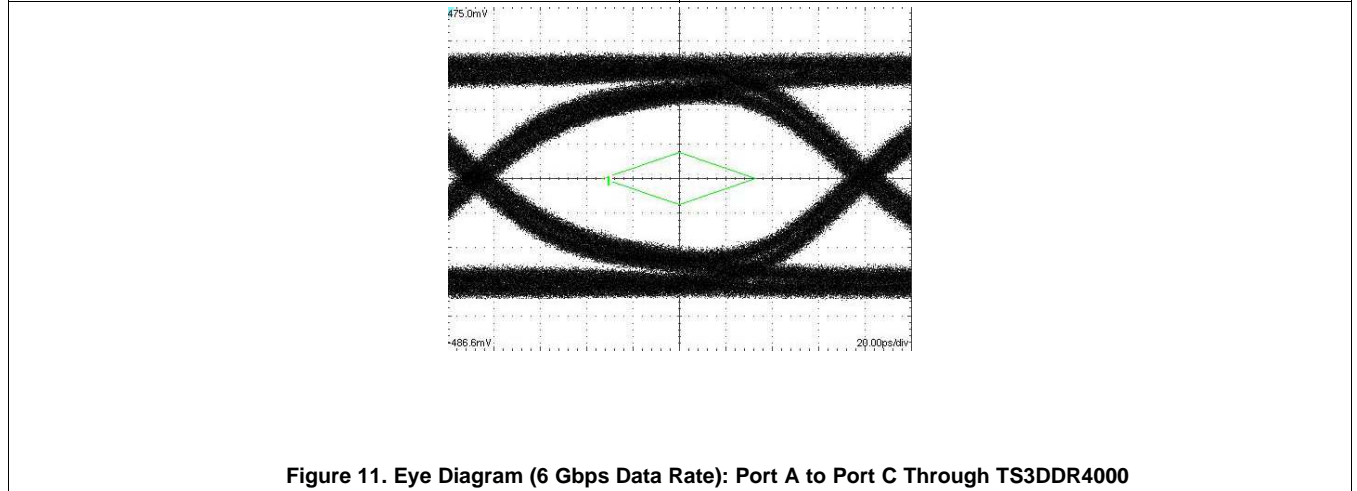 475.0mV
1
-486.6mV 20.00ps/div
Figure 11. Eye Diagram (6 Gbps Data Rate): Port A to Port C Through TS3DDR4000